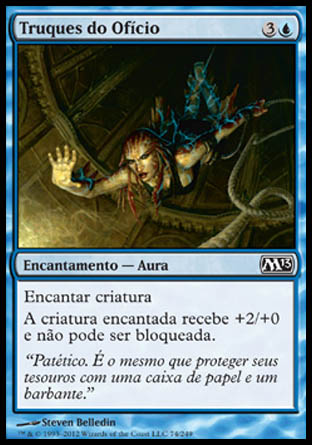 Truques do Ofício 3
Encantamento — Aura M13
Encantar criatura
A criatura encantada recebe +2/+0
e não pode ser bloqueada.
“Patético. É o mesmo que proteger seus
tesouros com uma caixa de papel e um
barbante.”
Steven Belledin
™ & © 1993–2012 Wizards of the Coast LLC 74/249